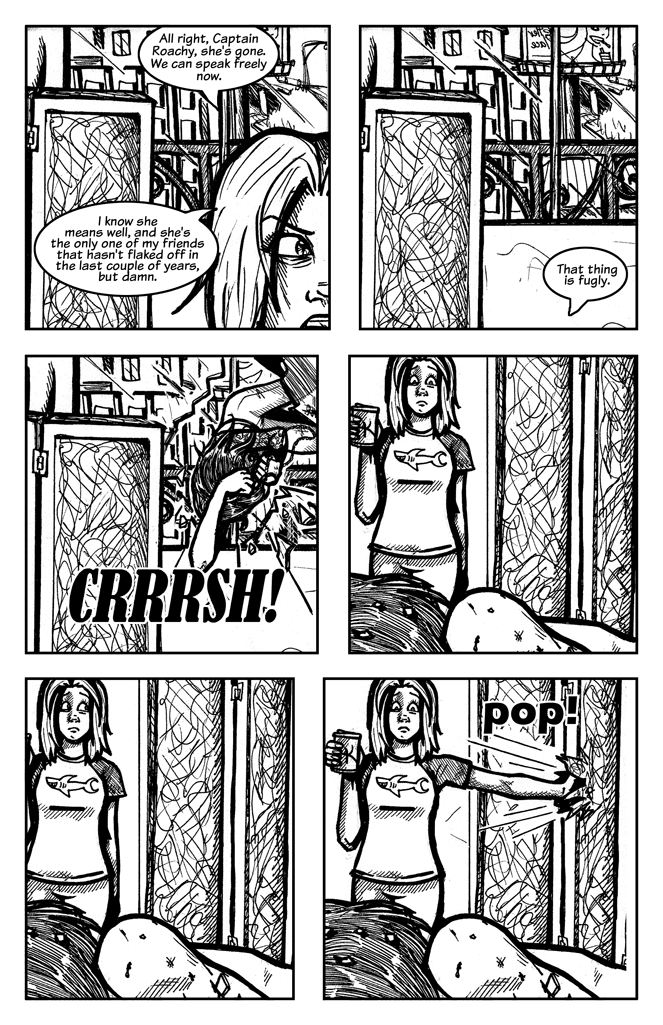 All right, Captain
Roachy, she's gone.
We can speak freely
now.
I know she
means well, and she's
the only one of my friends
that hasn't flaked off in
the last couple of years,
but damn.
That thing
is fugly.
CRRRSH!
pop!